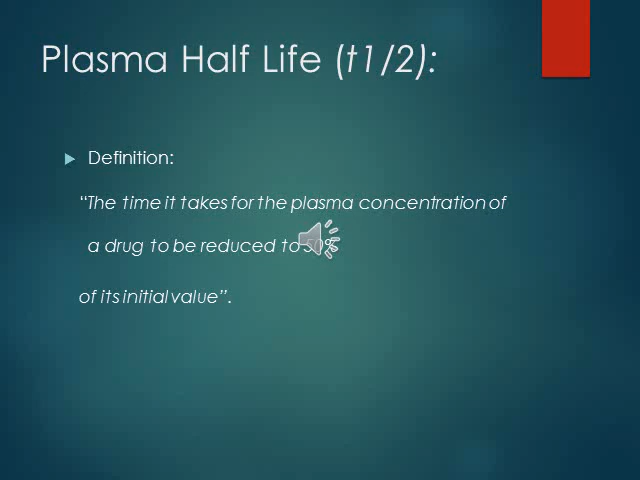 Plasma Half Life (t1/2):
Definition:
“The time it takes for the plasma concentration of
a drug to be reduced to 50%
of its initial value”.